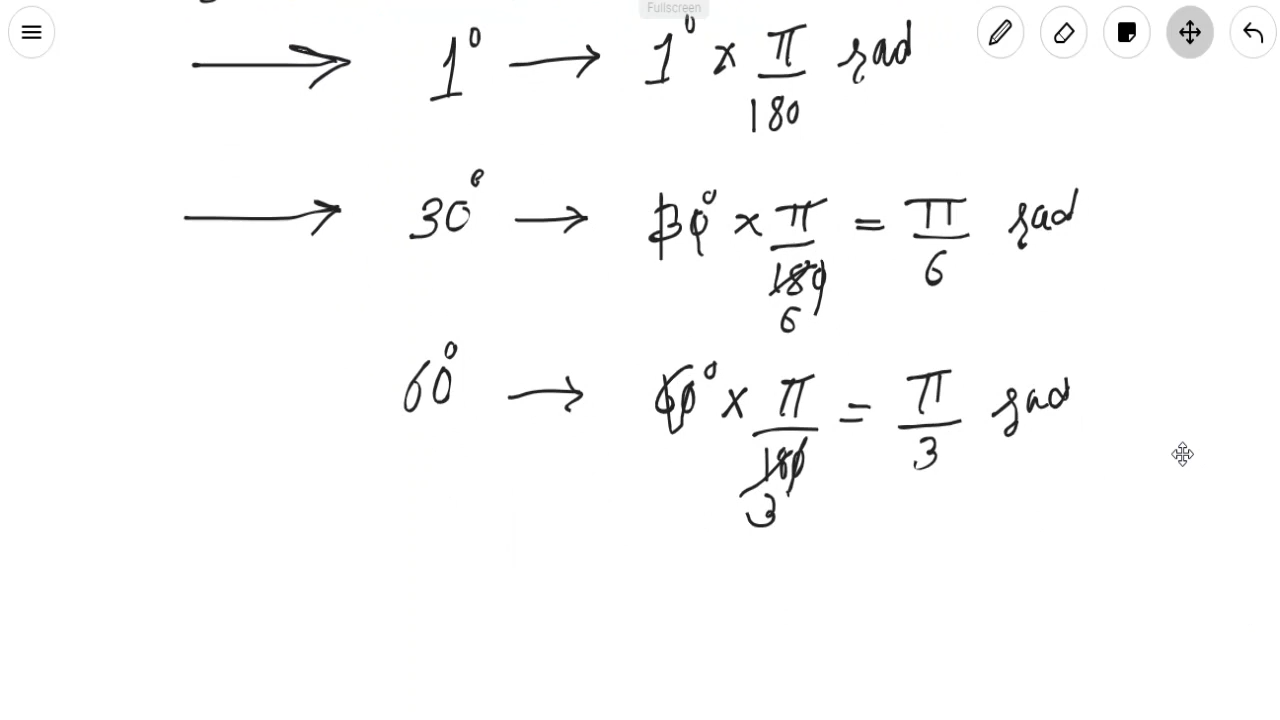 Fullscreen
1° → 1° × π/180 rad
30° → 30° × π/180 = π/6 rad
6
60° → 60° × π/180 = π/3 rad
3